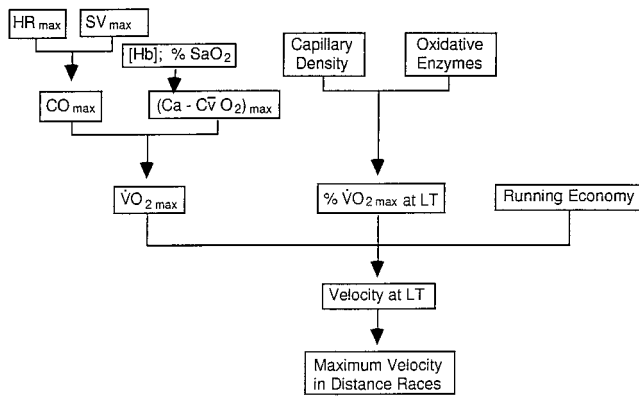 HR max
SV max
[Hb]; % SaO2
Capillary
Density
Oxidative
Enzymes
CO max
(Ca - Cv̄ O2) max
V̇O2 max
% V̇O2 max at LT
Running Economy
Velocity at LT
Maximum Velocity
in Distance Races